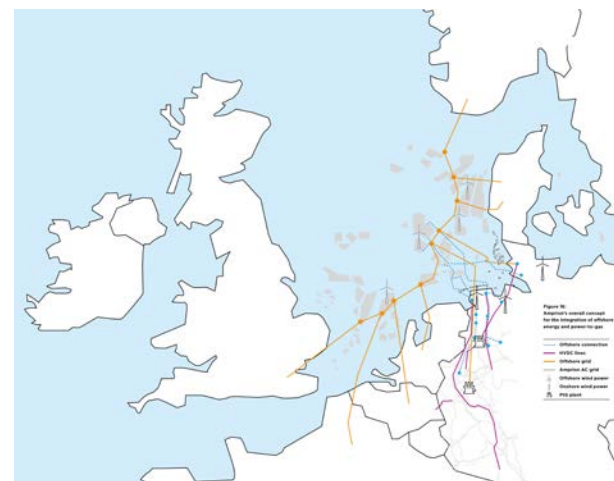 Figure 16:
Amprion's overall concept
for the integration of offshore
energy and power-to-gas
Offshore connection
HVDC lines
Offshore grid
Amprion AC grid
Offshore wind power
Onshore wind power
PtG plant